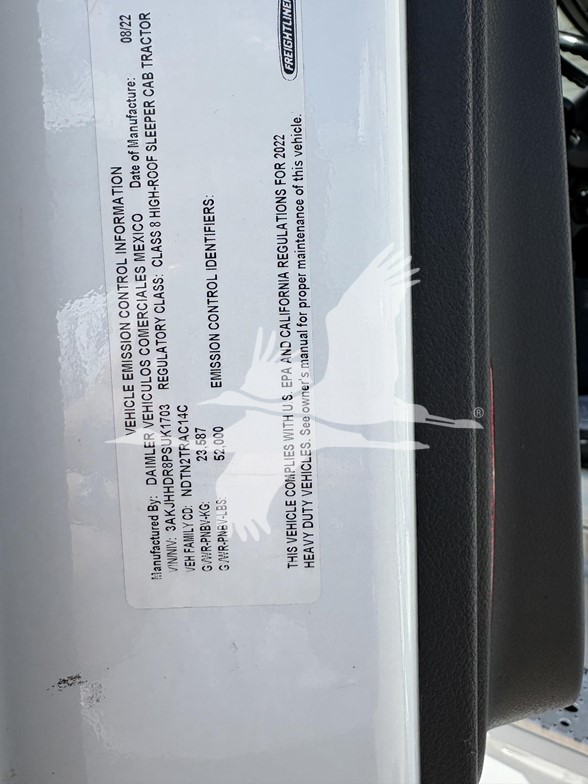 FREIGHTLINER
VEHICLE EMISSION CONTROL INFORMATION
Manufactured By: DAIMLER VEHICULOS COMERCIALES MEXICO Date of Manufacture: 08/22
VIN/NIV: 3AKJHHDR8PSUK1703 REGULATORY CLASS: CLASS 8 HIGH-ROOF SLEEPER CAB TRACTOR
VEH FAMILY CD: NDTN2TRAC14C
GVWR-PNBV-KG: 23,587
GVWR-PNBV-LBS: 52,000 EMISSION CONTROL IDENTIFIERS:
THIS VEHICLE COMPLIES WITH U.S. EPA AND CALIFORNIA REGULATIONS FOR 2022
HEAVY DUTY VEHICLES. See owner's manual for proper maintenance of this vehicle.
®